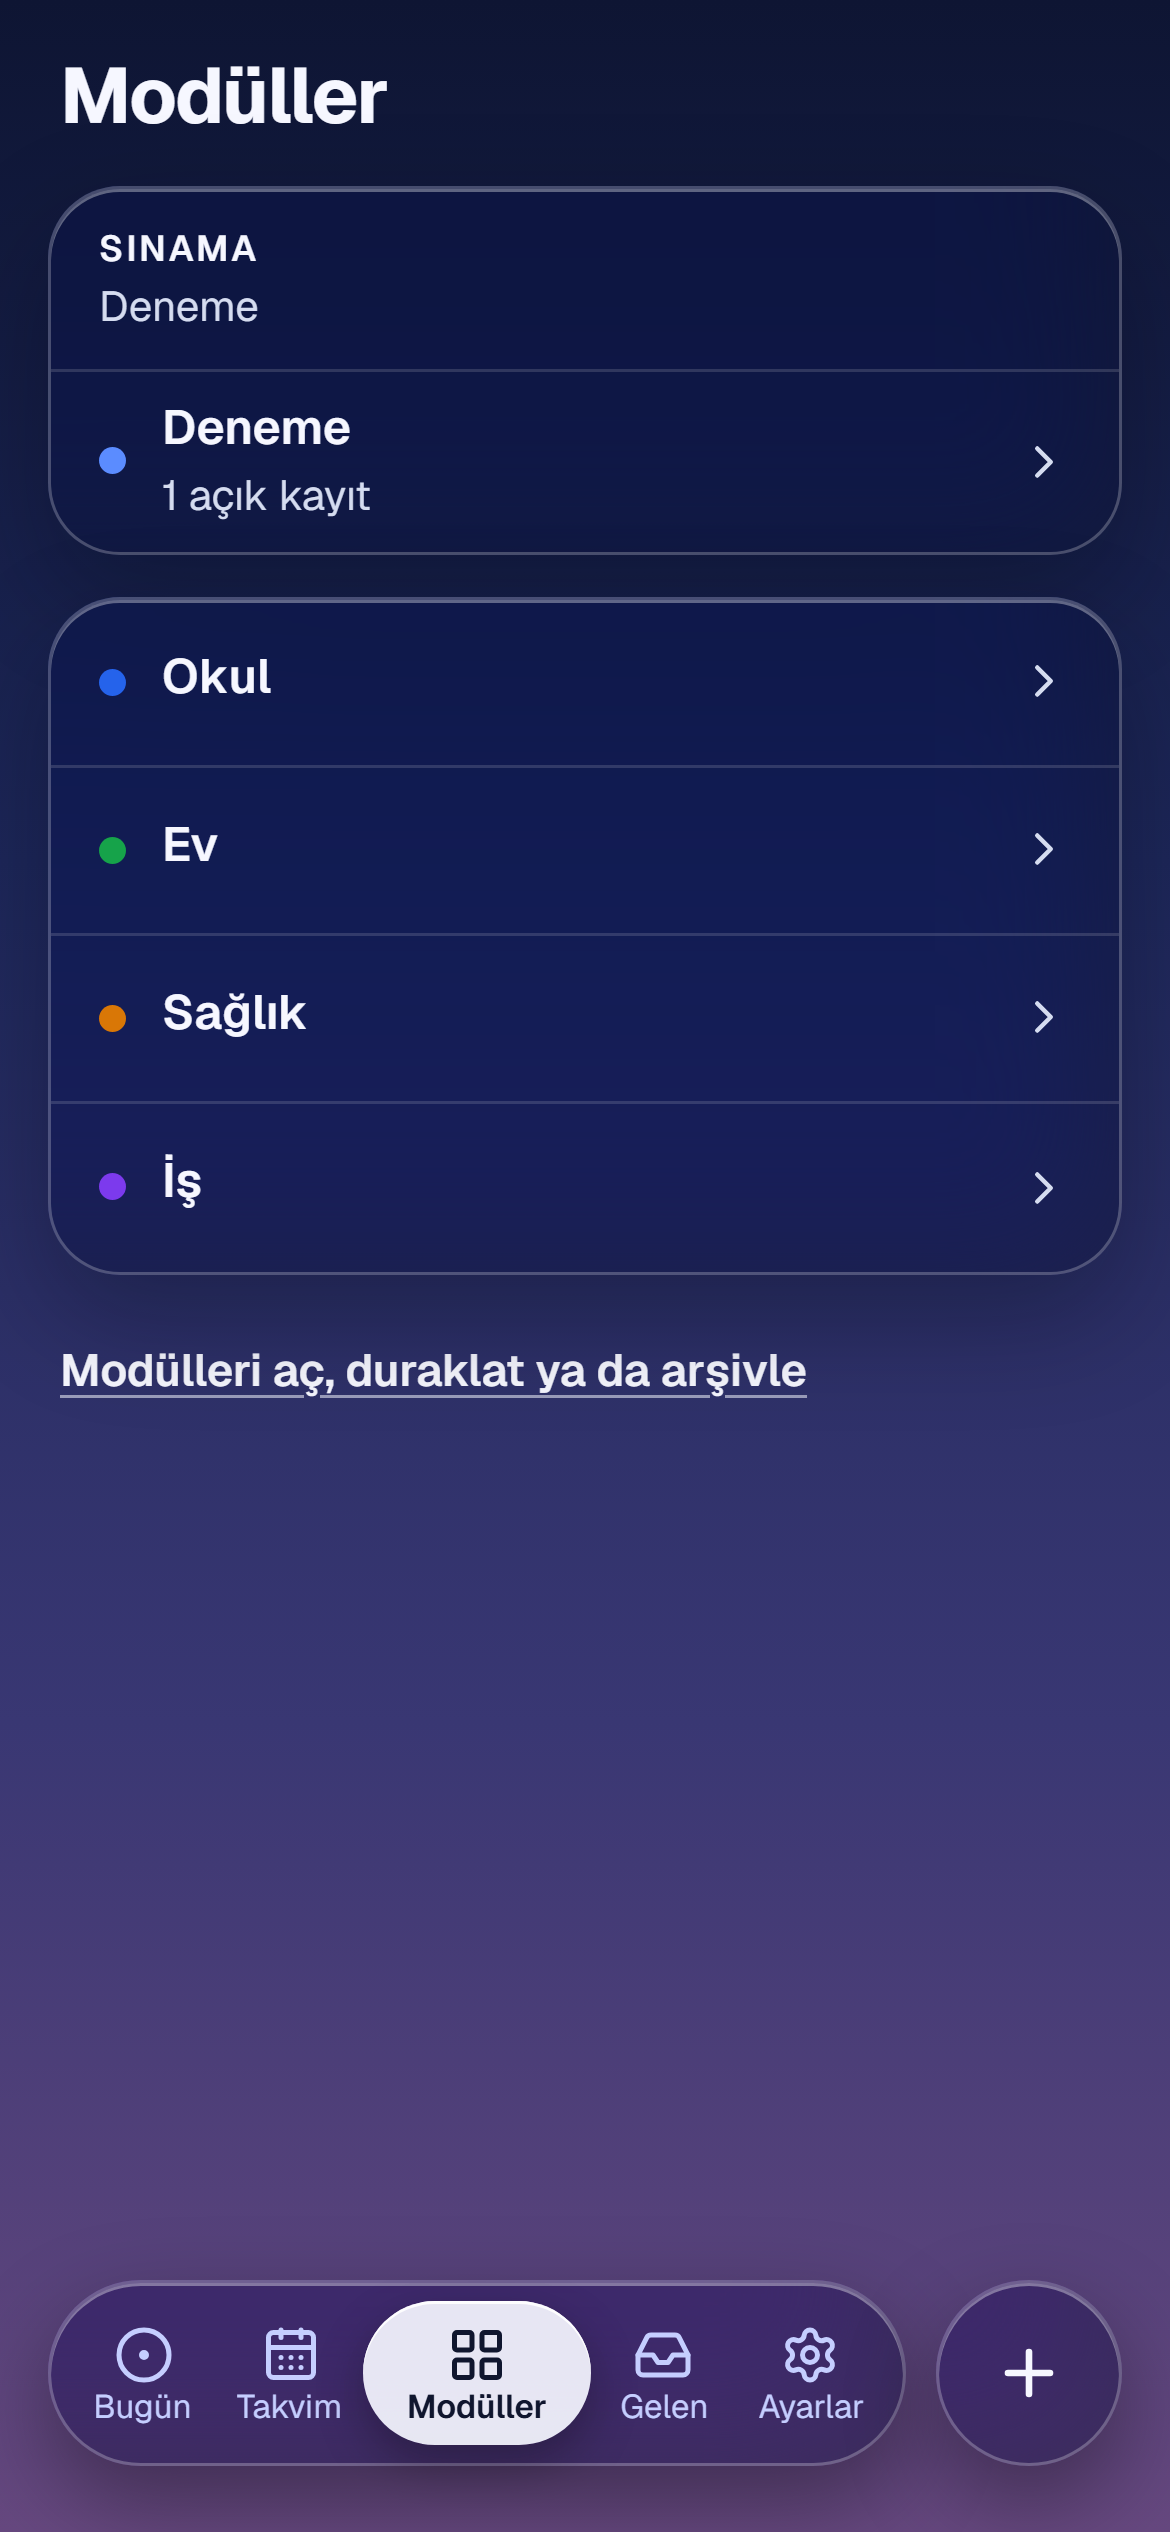 Modüller
SINAMA
Deneme
Deneme
1 açık kayıt
Okul
Ev
Sağlık
İş
Modülleri aç, duraklat ya da arşivle
Bugün
Takvim
Modüller
Gelen
Ayarlar